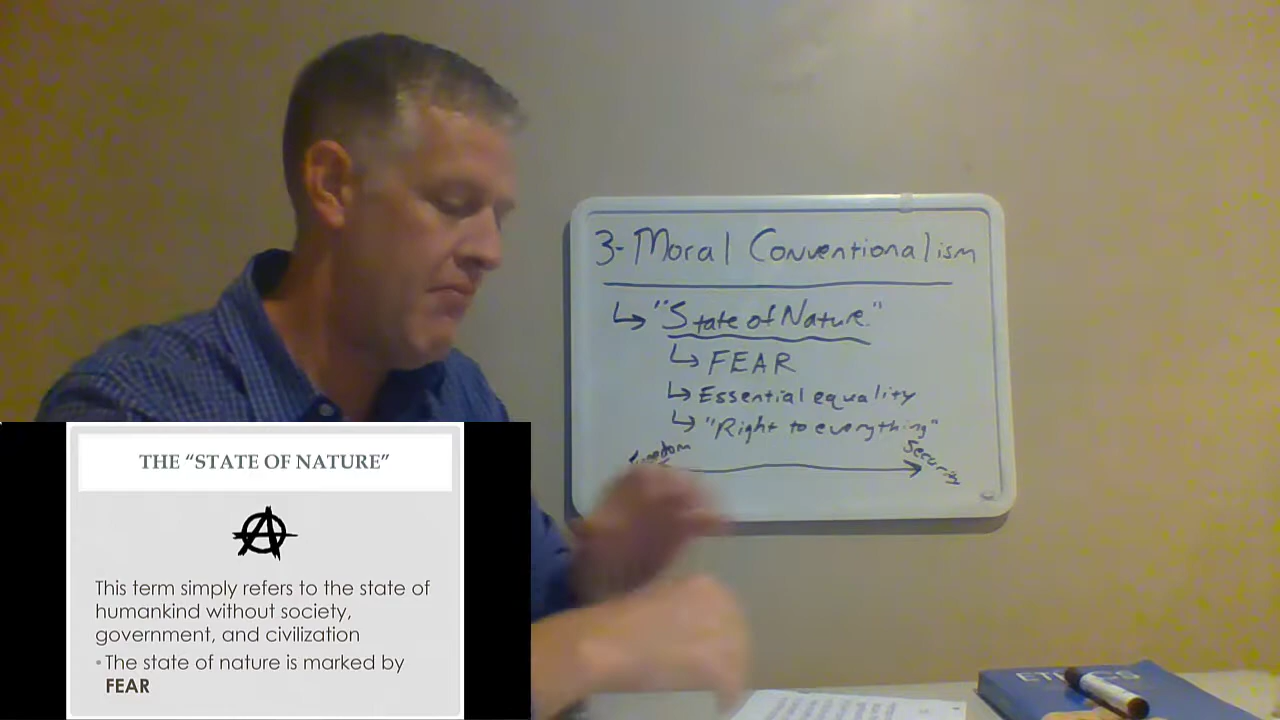 3- Moral Conventionalism
↳ "State of Nature."
↳ FEAR
↳ Essential equality
↳ "Right to everything"
Security
THE “STATE OF NATURE”
This term simply refers to the state of
humankind without society,
government, and civilization
• The state of nature is marked by
FEAR
ETHICS